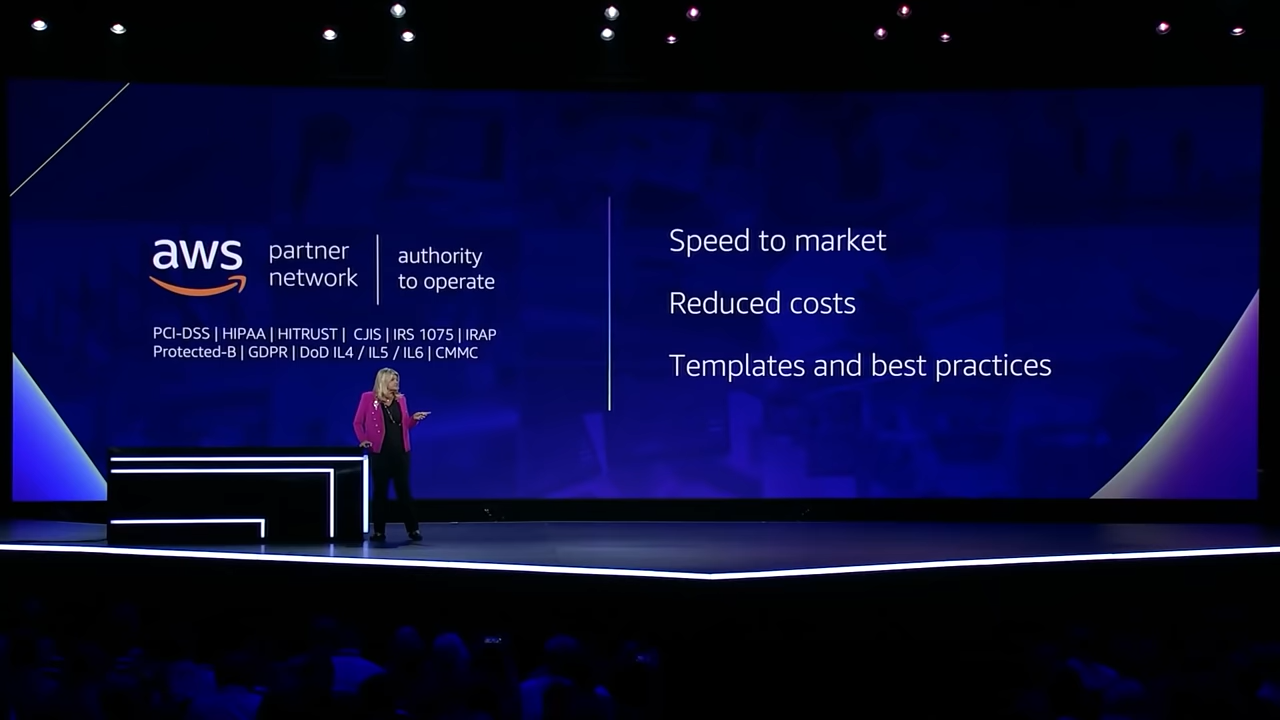 aws
partner
network
authority
to operate
PCI-DSS | HIPAA | HITRUST | CJIS | IRS 1075 | IRAP
Protected-B | GDPR | DoD IL4 / IL5 / IL6 | CMMC
Speed to market
Reduced costs
Templates and best practices